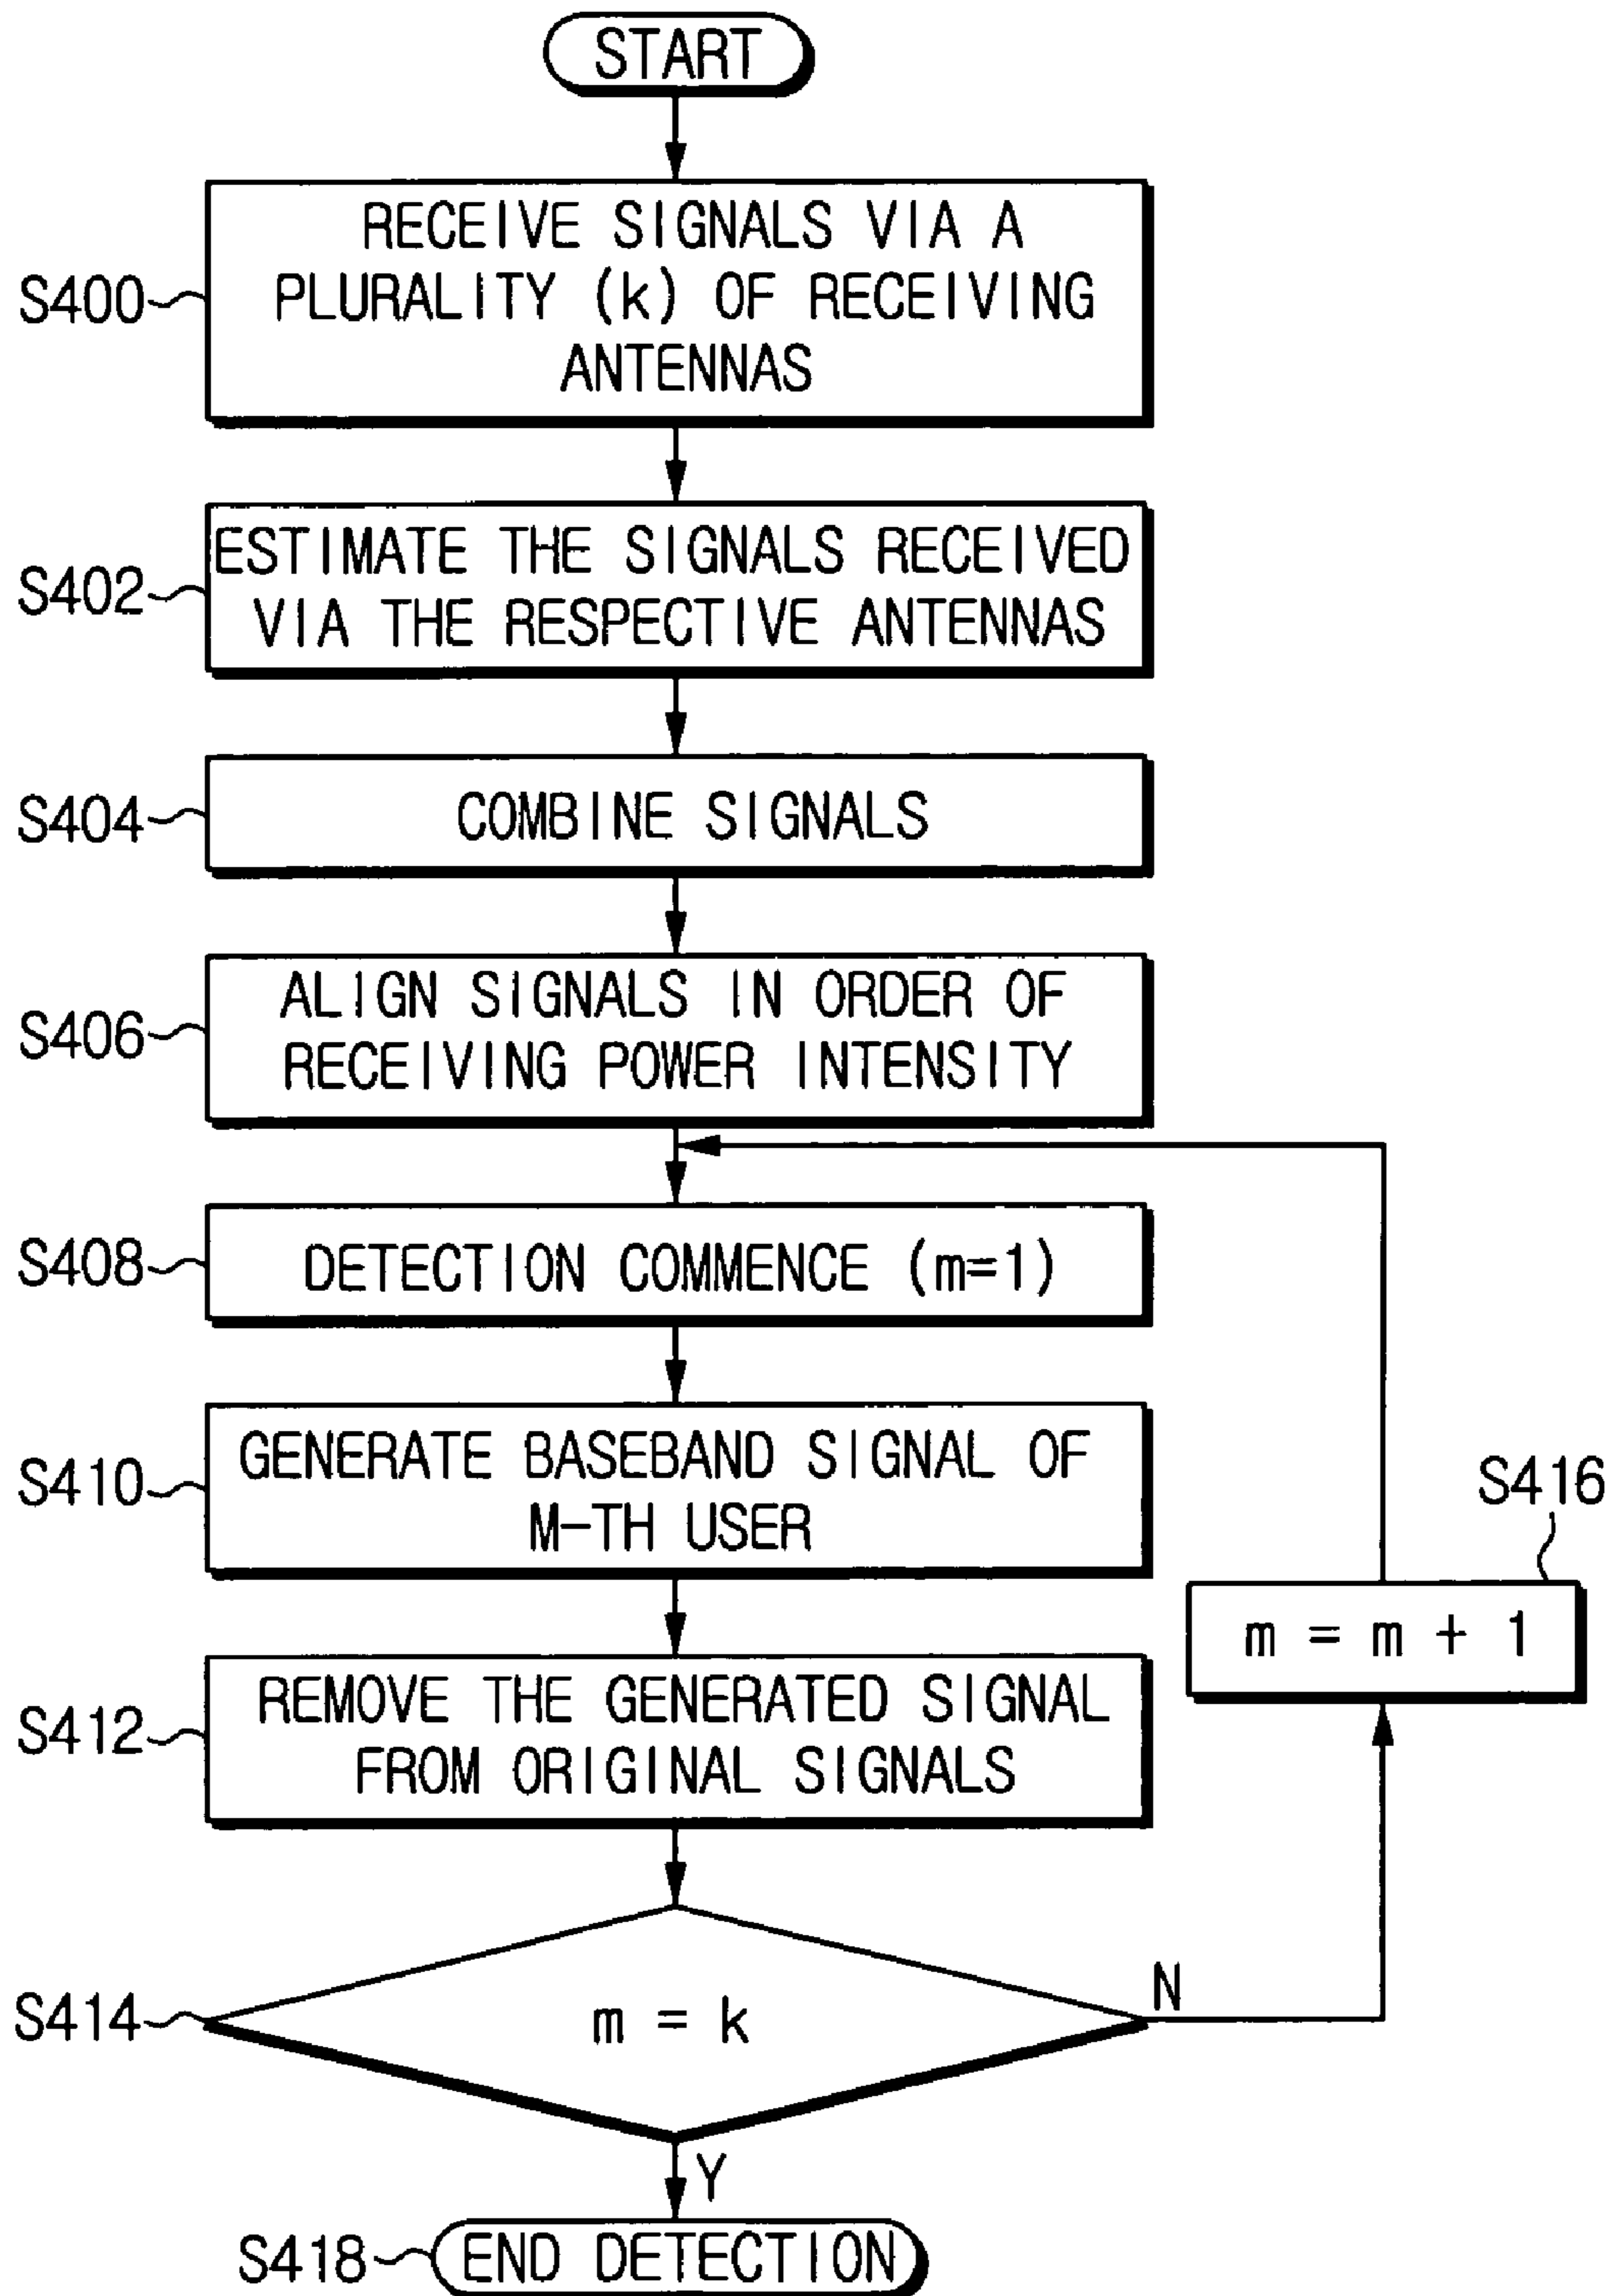 START
S400
RECEIVE SIGNALS VIA A
PLURALITY (k) OF RECEIVING
ANTENNAS
S402
ESTIMATE THE SIGNALS RECEIVED
VIA THE RESPECTIVE ANTENNAS
S404
COMBINE SIGNALS
S406
ALIGN SIGNALS IN ORDER OF
RECEIVING POWER INTENSITY
S408
DETECTION COMMENCE (m=1)
S410
GENERATE BASEBAND SIGNAL OF
M-TH USER
S416
m = m + 1
S412
REMOVE THE GENERATED SIGNAL
FROM ORIGINAL SIGNALS
S414
m = k
N
Y
S418
END DETECTION